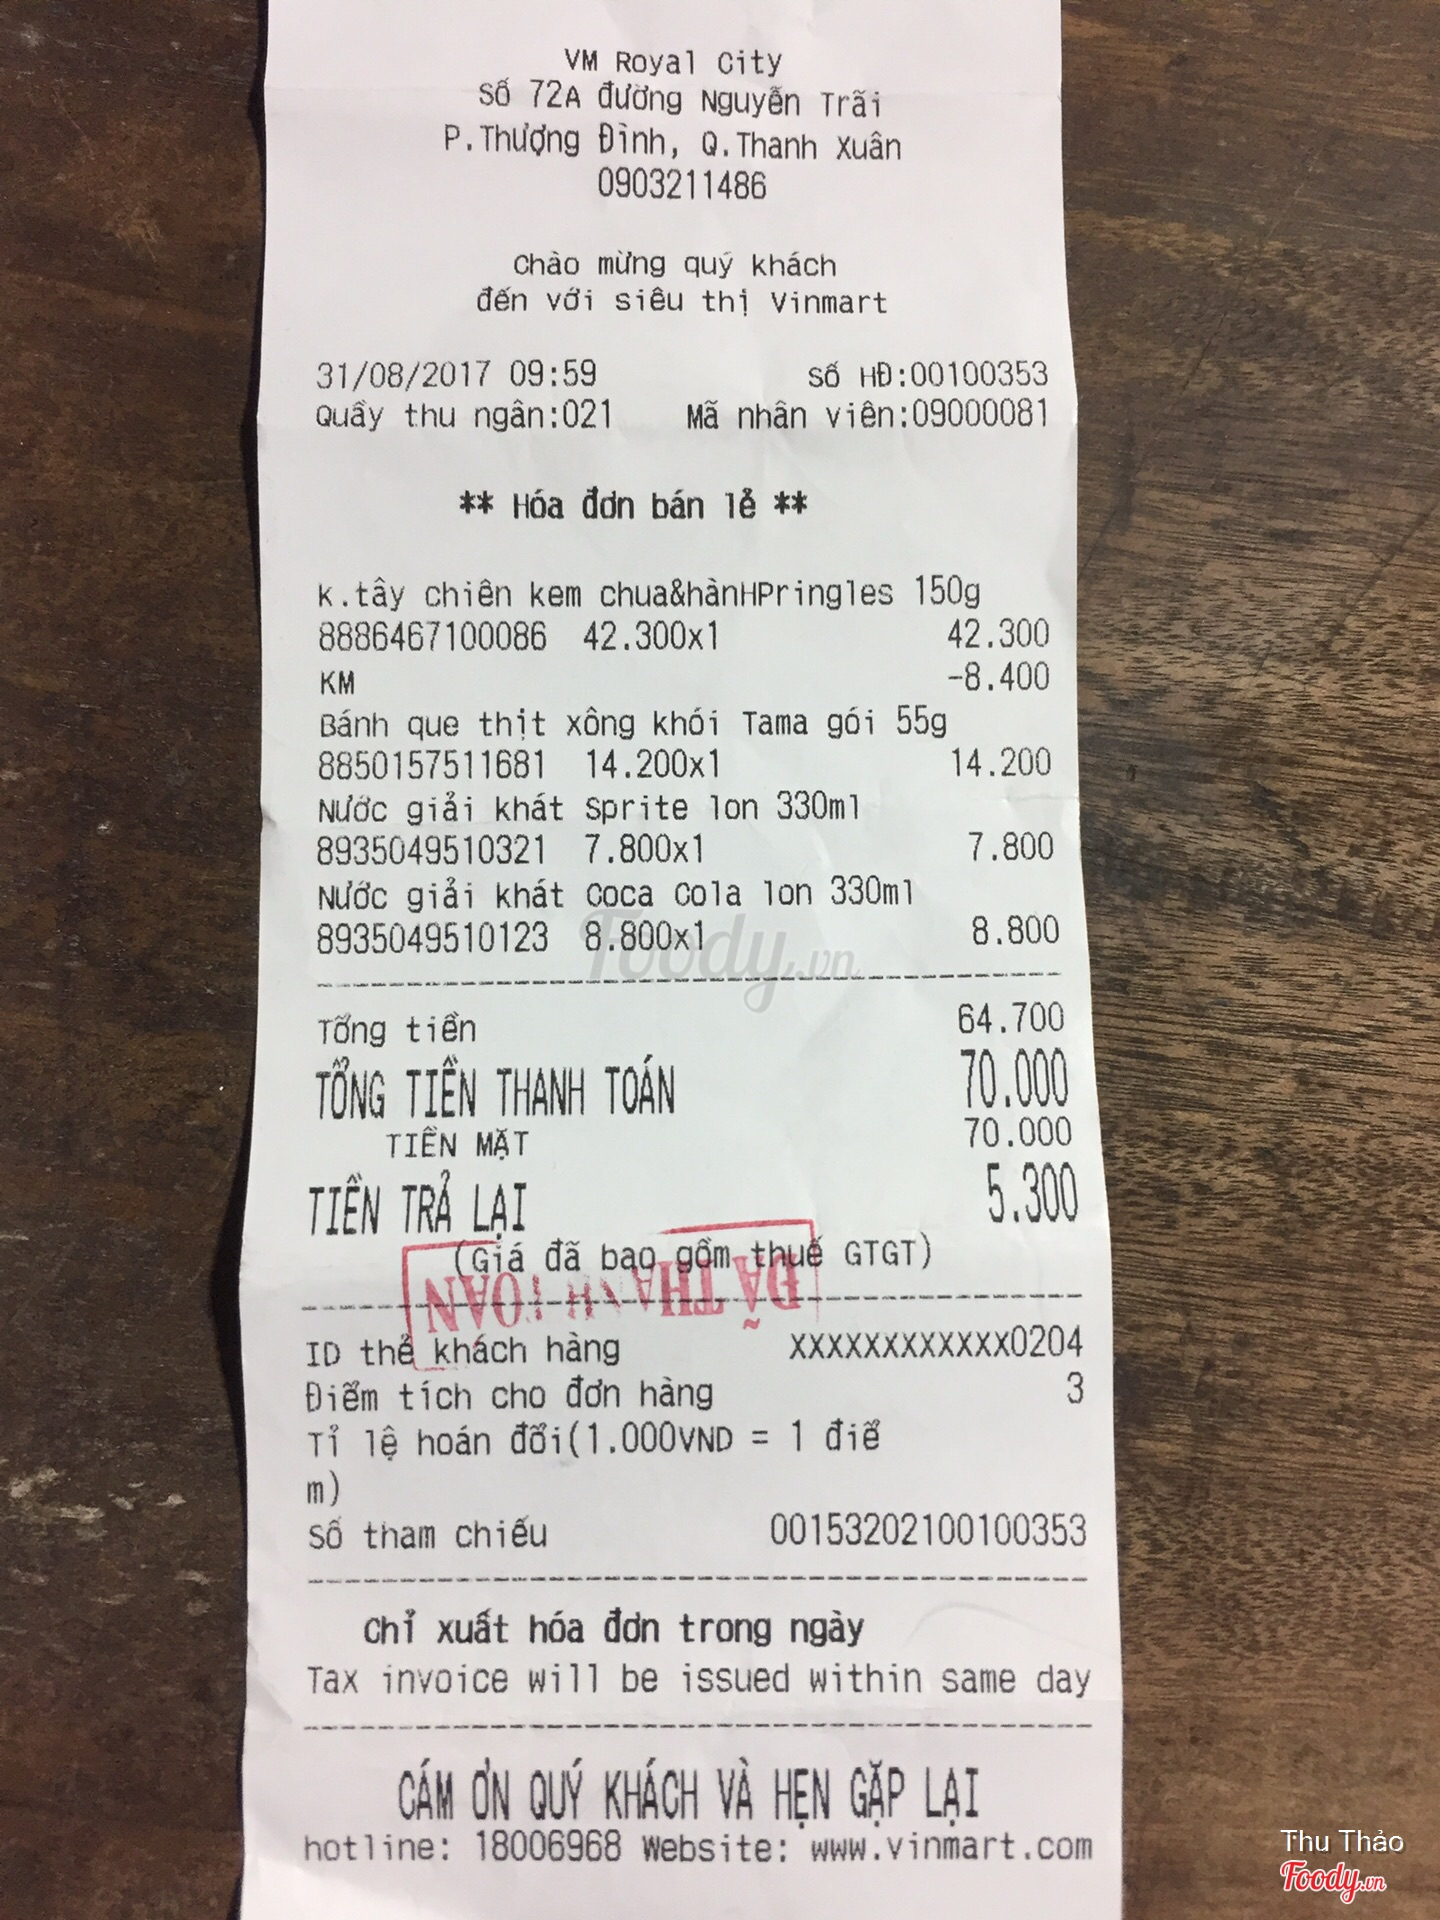 VM Royal City
Số 72A đường Nguyễn Trãi
P.Thượng Đình, Q.Thanh Xuân
0903211486
Chào mừng quý khách
đến với siêu thị Vinmart
31/08/2017 09:59 Số HĐ:00100353
Quầy thu ngân:021 Mã nhân viên:09000081
** Hóa đơn bán lẻ **
K.tây chiên kem chua&hànHPringles 150g
8886467100086 42.300x1 42.300
KM -8.400
Bánh que thịt xông khói Tama gói 55g
8850157511681 14.200x1 14.200
Nước giải khát Sprite lon 330ml
8935049510321 7.800x1 7.800
Nước giải khát Coca Cola lon 330ml
8935049510123 8.800x1 8.800
Foody.vn
Tổng tiền 64.700
TỔNG TIỀN THANH TOÁN 70.000
TIỀN MẶT 70.000
TIỀN TRẢ LẠI 5.300
(Giá đã bao gồm thuế GTGT)
ĐÃ THANH TOÁN
ID thẻ khách hàng XXXXXXXXXXXX0204
Điểm tích cho đơn hàng 3
Tỉ lệ hoán đổi(1.000VND = 1 điể
m)
Số tham chiếu 00153202100100353
Chỉ xuất hóa đơn trong ngày
Tax invoice will be issued within same day
CÁM ƠN QUÝ KHÁCH VÀ HẸN GẶP LẠI
hotline: 18006968 Website: www.vinmart.com
Thu Thảo
Foody.vn